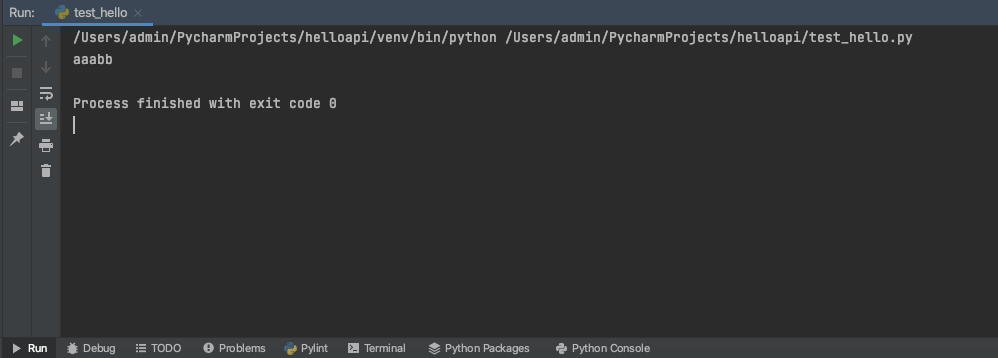 Run: test_hello
/Users/admin/PycharmProjects/helloapi/venv/bin/python /Users/admin/PycharmProjects/helloapi/test_hello.py
aaabb
Process finished with exit code 0
Run Debug TODO Problems Pylint Terminal Python Packages Python Console